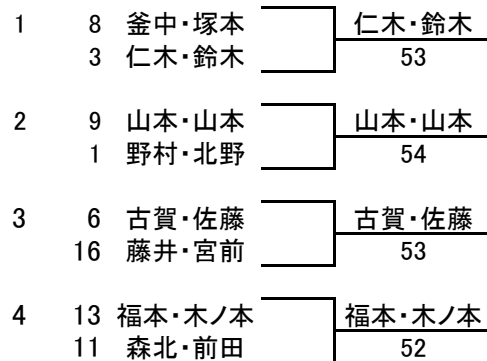 1 8 釜中・塚本 仁木・鈴木
3 仁木・鈴木 53
2 9 山本・山本 山本・山本
1 野村・北野 54
3 6 古賀・佐藤 古賀・佐藤
16 藤井・宮前 53
4 13 福本・木ノ本 福本・木ノ本
11 森北・前田 52